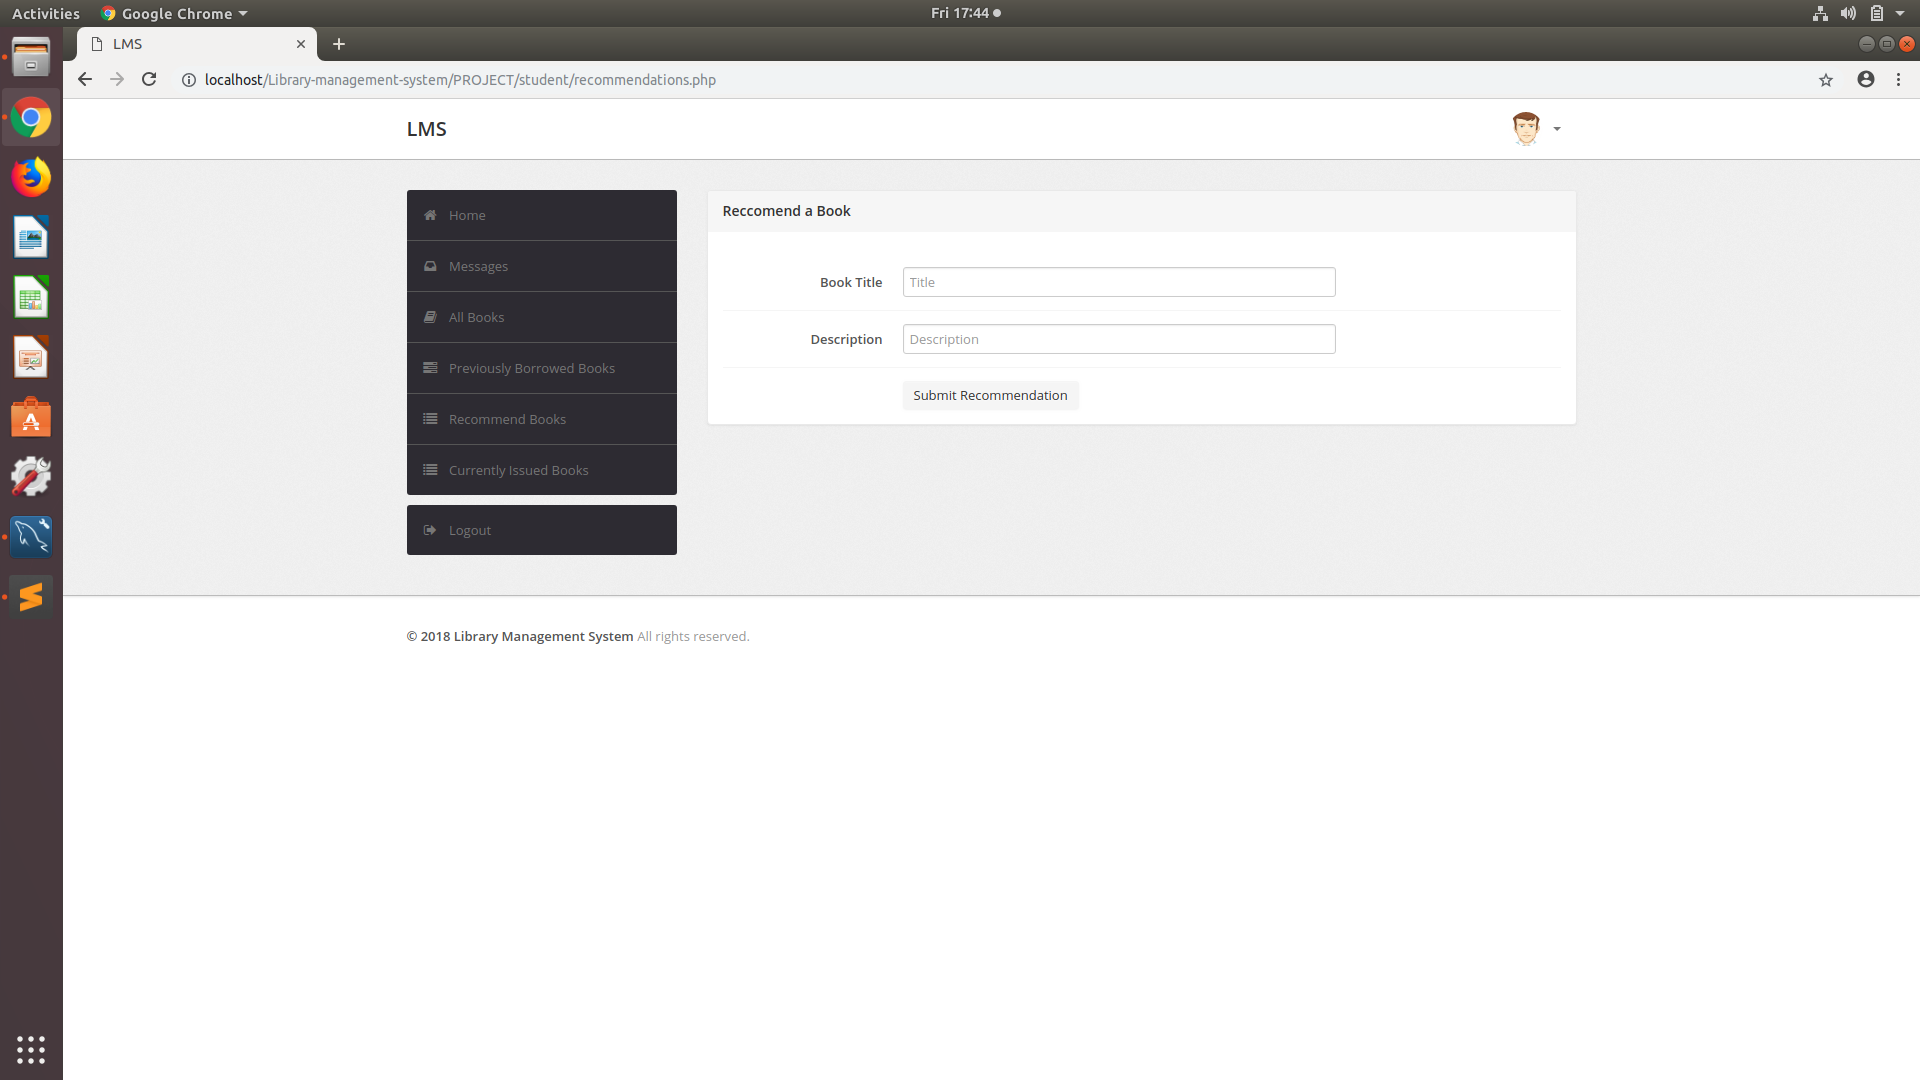 Activities
Google Chrome
Fri 17:44
LMS
localhost/Library-management-system/PROJECT/student/recommendations.php
LMS
Home
Messages
All Books
Previously Borrowed Books
Recommend Books
Currently Issued Books
Logout
Reccomend a Book
Book Title
Title
Description
Description
Submit Recommendation
© 2018 Library Management System All rights reserved.